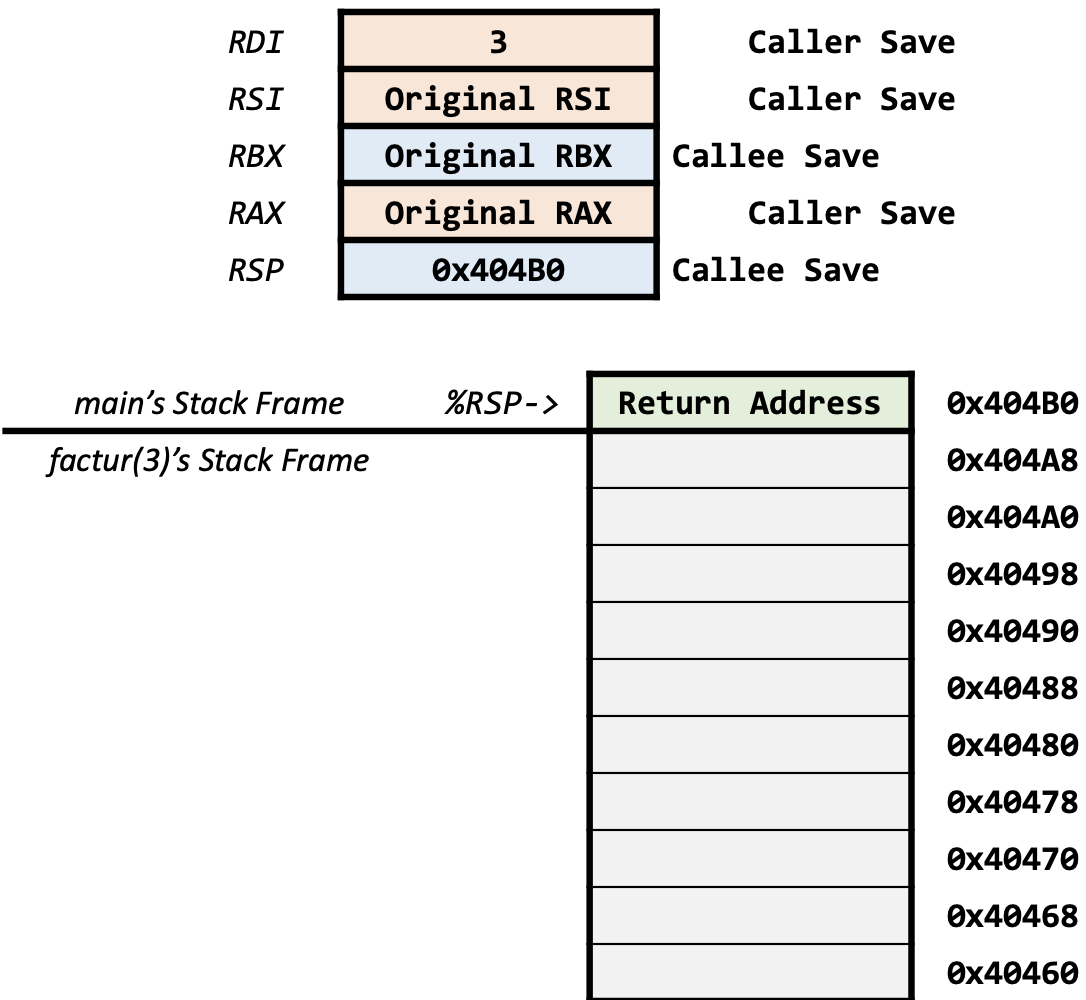 RDI 3 Caller Save
RSI Original RSI Caller Save
RBX Original RBX Callee Save
RAX Original RAX Caller Save
RSP 0x404B0 Callee Save
main’s Stack Frame %RSP-> Return Address 0x404B0
factur(3)’s Stack Frame 0x404A8
0x404A0
0x40498
0x40490
0x40488
0x40480
0x40478
0x40470
0x40468
0x40460